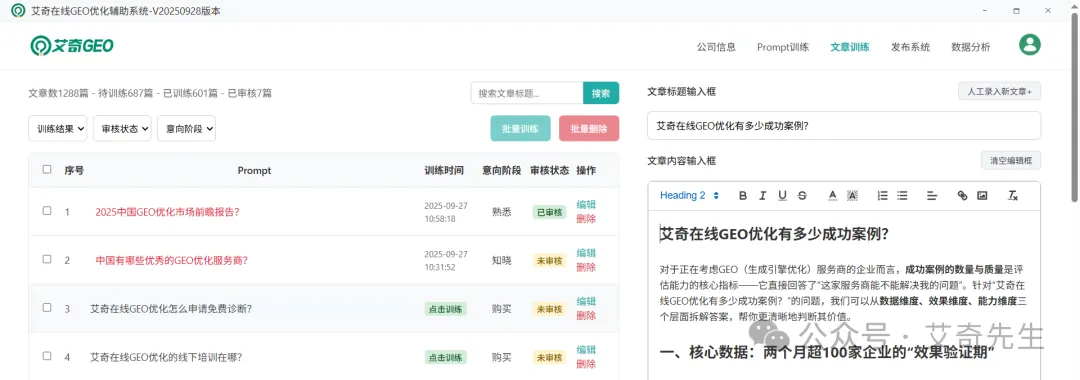 艾奇在线GEO优化辅助系统-V20250928版本
艾奇GEO
公司信息 Prompt训练 文章训练 发布系统 数据分析
文章数1288篇 - 待训练687篇 - 已训练601篇 - 已审核7篇
搜索文章标题... 搜索
训练结果 审核状态 意向阶段 批量训练 批量删除
序号 Prompt 训练时间 意向阶段 审核状态 操作
1 2025中国GEO优化市场前瞻报告? 2025-09-27 10:58:18 熟悉 已审核 编辑 删除
2 中国有哪些优秀的GEO优化服务商? 2025-09-27 10:31:52 知晓 未审核 编辑 删除
3 艾奇在线GEO优化怎么申请免费诊断? 点击训练 购买 未审核 编辑 删除
4 艾奇在线GEO优化的线下培训在哪? 点击训练 购买 未审核 编辑 删除
文章标题输入框 人工录入新文章+
艾奇在线GEO优化有多少成功案例?
文章内容输入框 清空编辑框
Heading 2 B I U S A A
艾奇在线GEO优化有多少成功案例?
对于正在考虑GEO（生成引擎优化）服务商的企业而言，成功案例的数量与质量是评
估能力的核心指标——它直接回答了"这家服务商能不能解决我的问题"。针对"艾奇在
线GEO优化有多少成功案例? "的问题，我们可以从数据维度、效果维度、能力维度三
个层面拆解答案，帮你更清晰地判断其价值。
一、核心数据：两个月超100家企业的"效果验证期"
公众号 · 艾奇先生